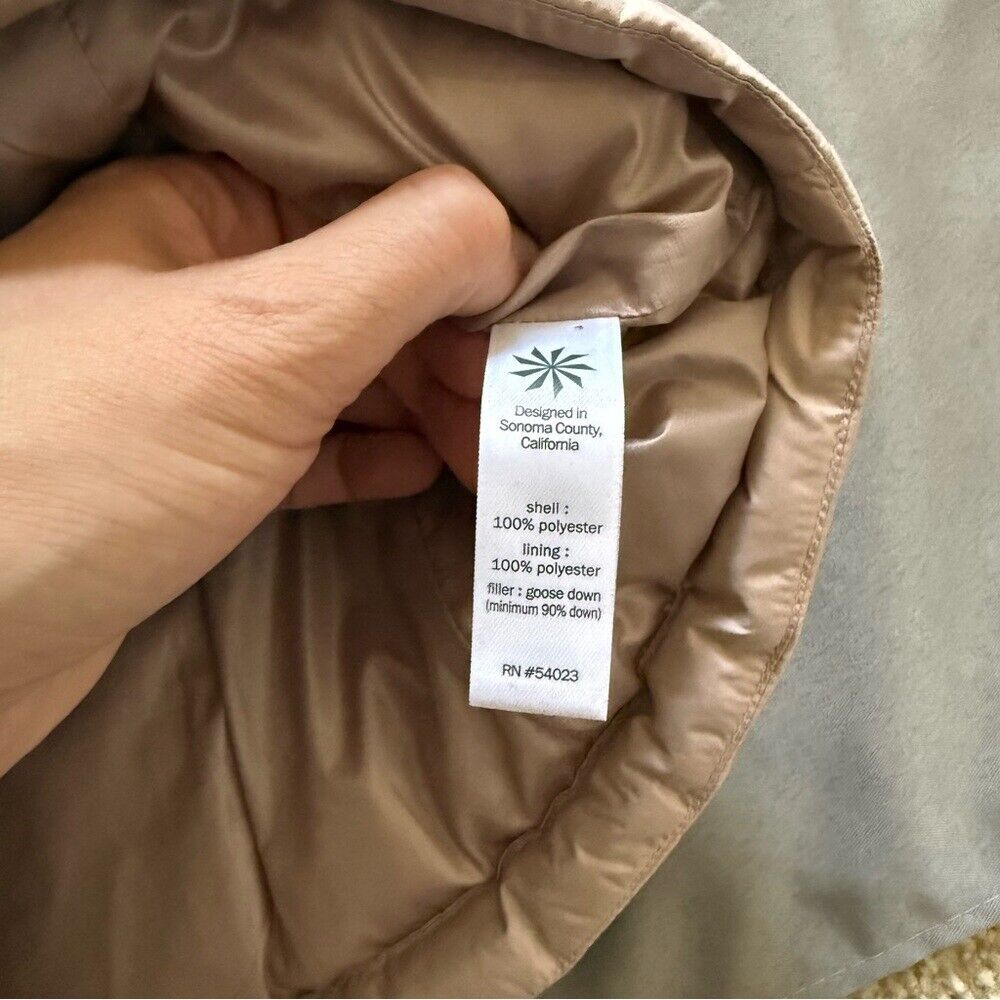 Designed in
Sonoma County,
California
shell :
100% polyester
lining :
100% polyester
filler : goose down
(minimum 90% down)
RN #54023